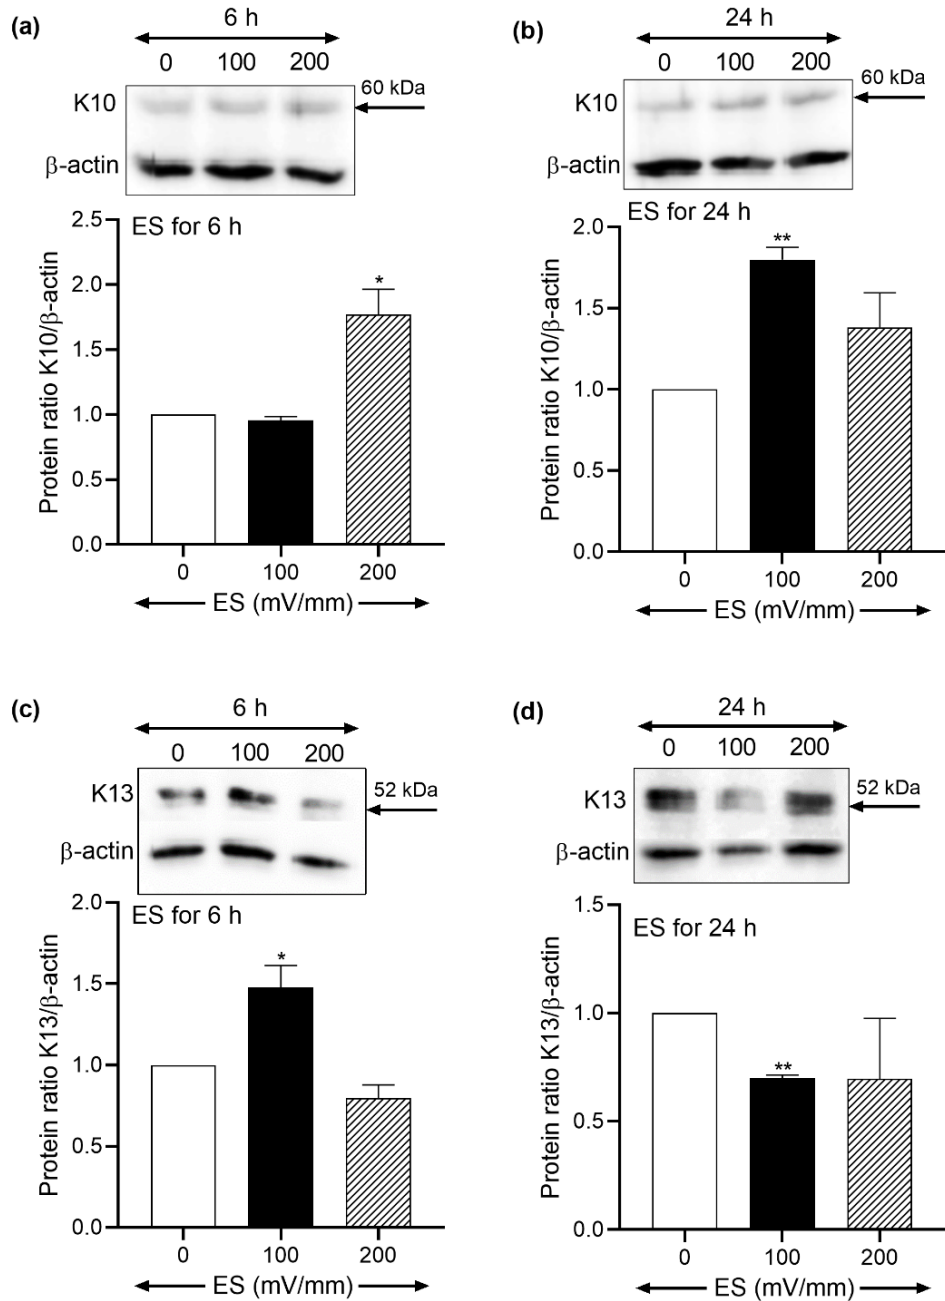 (a)
6 h
0 100 200
K10
60 kDa
β-actin
ES for 6 h
Protein ratio K10/β-actin
2.5
2.0
1.5
1.0
0.5
0.0
*
0 100 200
ES (mV/mm)
(b)
24 h
0 100 200
K10
60 kDa
β-actin
ES for 24 h
Protein ratio K10/β-actin
2.0
1.5
1.0
0.5
0.0
**
0 100 200
ES (mV/mm)
(c)
6 h
0 100 200
K13
52 kDa
β-actin
ES for 6 h
Protein ratio K13/β-actin
2.0
1.5
1.0
0.5
0.0
*
0 100 200
ES (mV/mm)
(d)
24 h
0 100 200
K13
52 kDa
β-actin
ES for 24 h
Protein ratio K13/β-actin
1.5
1.0
0.5
0.0
**
0 100 200
ES (mV/mm)